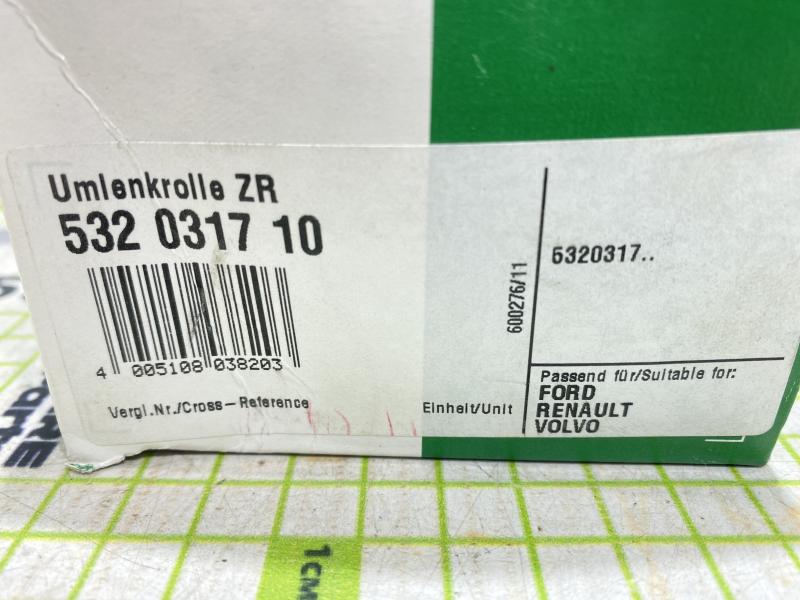 Umlenkrolle ZR
532 0317 10
4 005108 038203
Vergl.Nr./Cross-Reference
Einheit/Unit
600276/11
5320317..
Passend für/Suitable for:
FORD
RENAULT
VOLVO
1CM